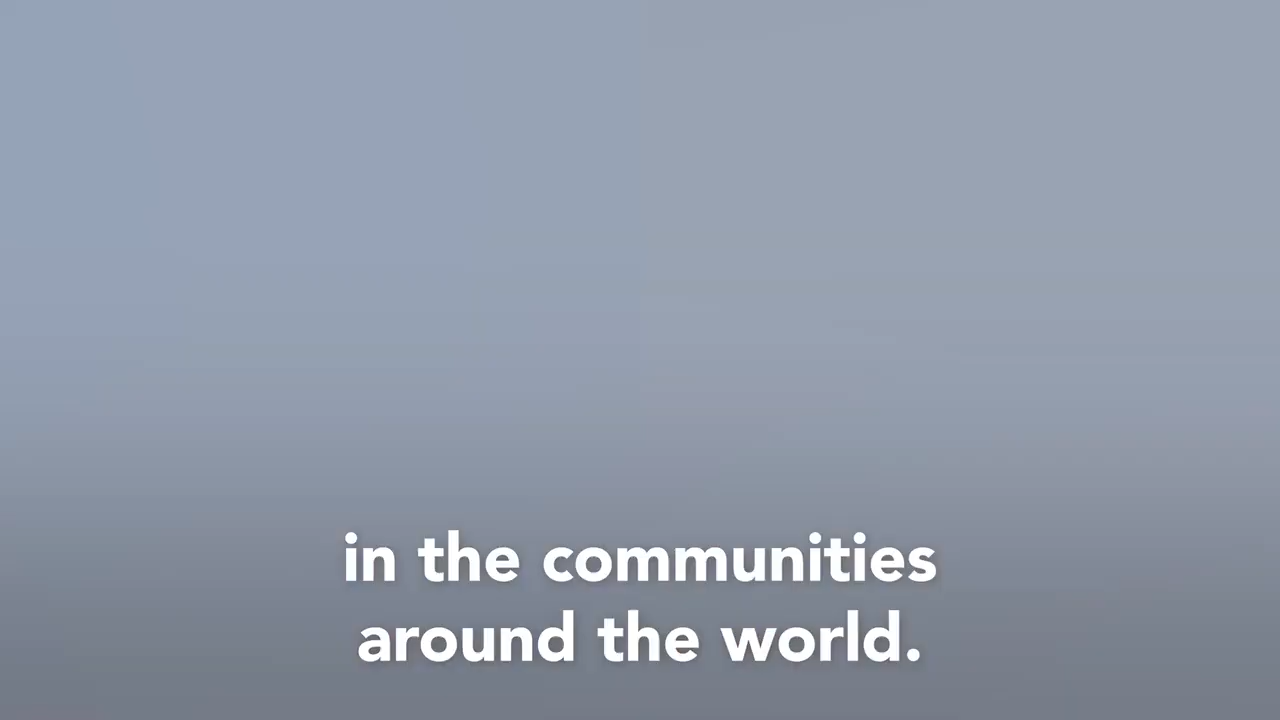 in the communities
around the world.